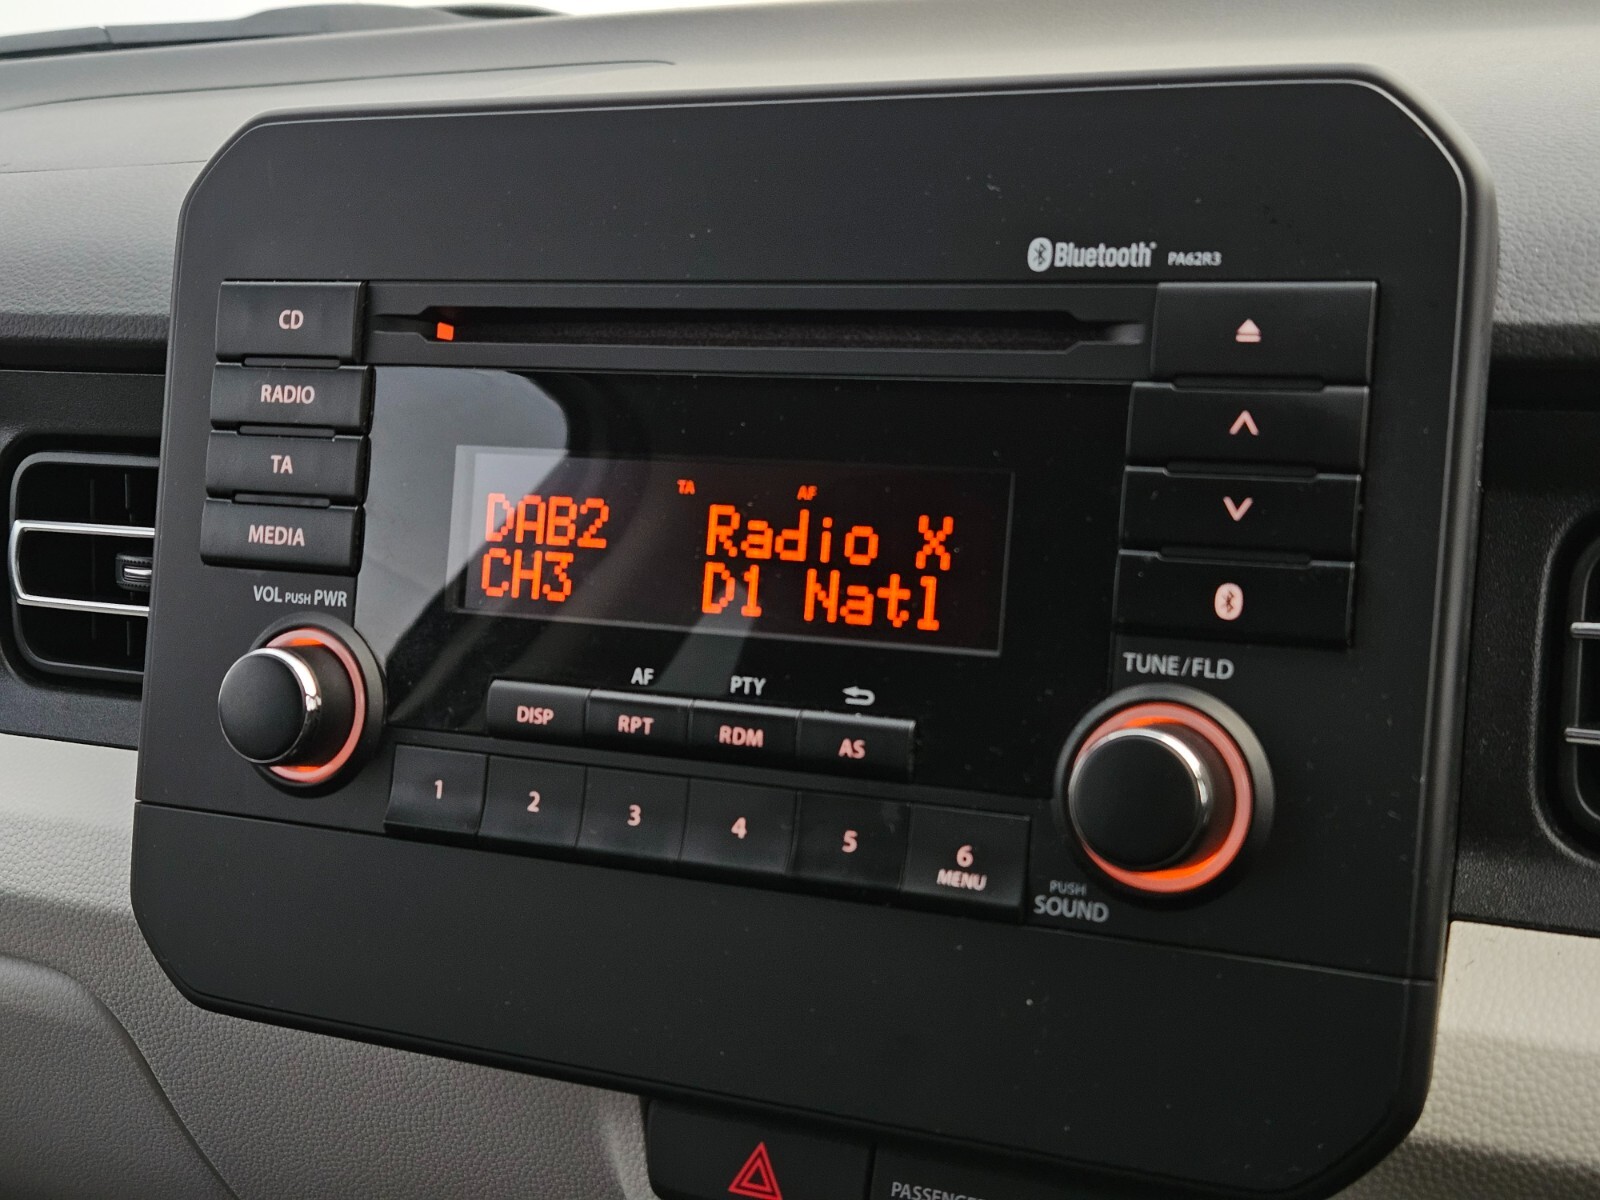 Bluetooth PA62R3
CD
RADIO
TA
MEDIA
VOL PUSH PWR
TA AF
DAB2 Radio X
CH3 D1 Natl
TUNE/FLD
AF PTY
DISP RPT RDM AS
1 2 3 4 5 6
MENU
PUSH
SOUND